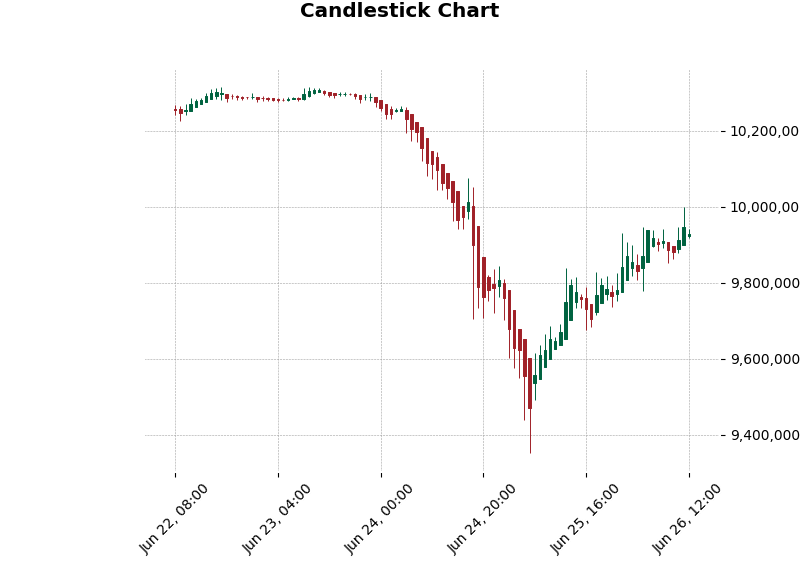 Candlestick Chart
10,200,00
10,000,00
9,800,000
9,600,000
9,400,000
Jun 22, 08:00
Jun 23, 04:00
Jun 24, 00:00
Jun 24, 20:00
Jun 25, 16:00
Jun 26, 12:00